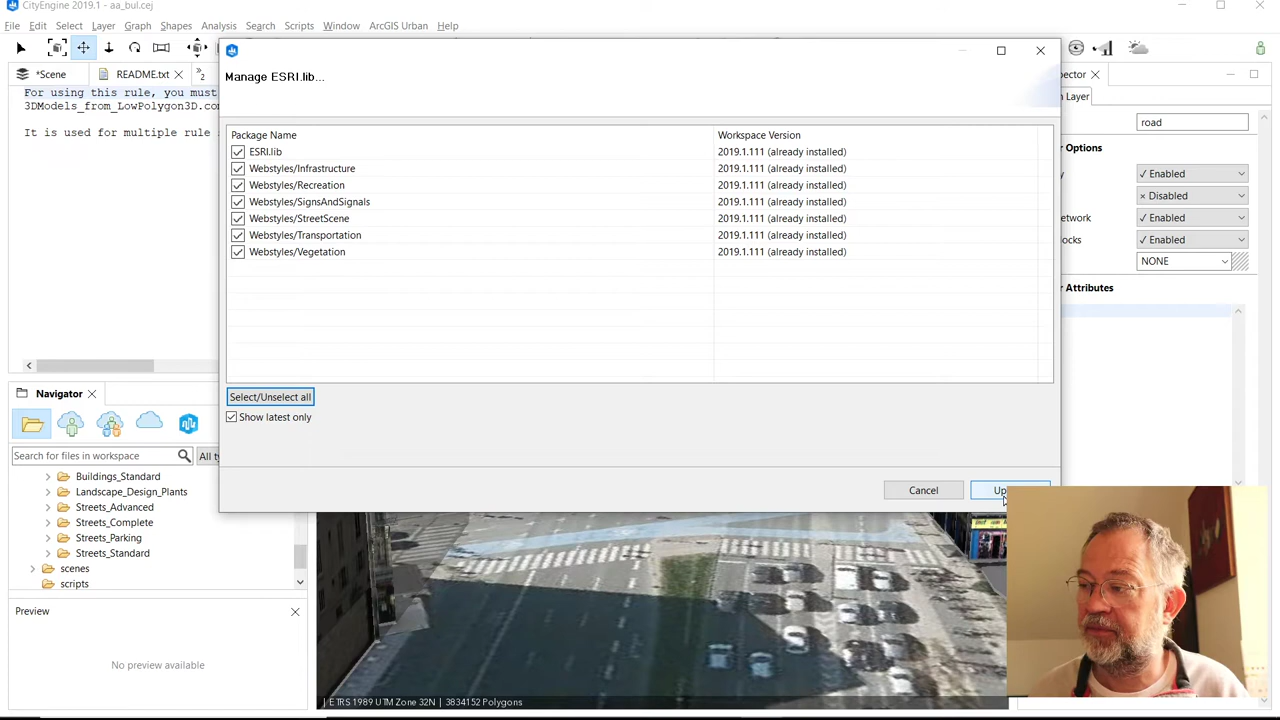 CityEngine 2019.1 - aa_bul.cej
File Edit Select Layer Graph Shapes Analysis Search Scripts Window ArcGIS Urban Help
*Scene README.txt »2
For using this rule, you must
3DModels_from_LowPolygon3D.com
It is used for multiple rule
Manage ESRI.lib...
Package Name Workspace Version
ESRI.lib 2019.1.111 (already installed)
Webstyles/Infrastructure 2019.1.111 (already installed)
Webstyles/Recreation 2019.1.111 (already installed)
Webstyles/SignsAndSignals 2019.1.111 (already installed)
Webstyles/StreetScene 2019.1.111 (already installed)
Webstyles/Transportation 2019.1.111 (already installed)
Webstyles/Vegetation 2019.1.111 (already installed)
Select/Unselect all
Show latest only
Cancel Up
Layer
road
Options
Enabled
Disabled
Enabled
Enabled
NONE
Attributes
Navigator
Search for files in workspace All
Buildings_Standard
Landscape_Design_Plants
Streets_Advanced
Streets_Complete
Streets_Parking
Streets_Standard
scenes
scripts
Preview
No preview available
| ETRS 1989 UTM Zone 32N | 3834152 Polygons